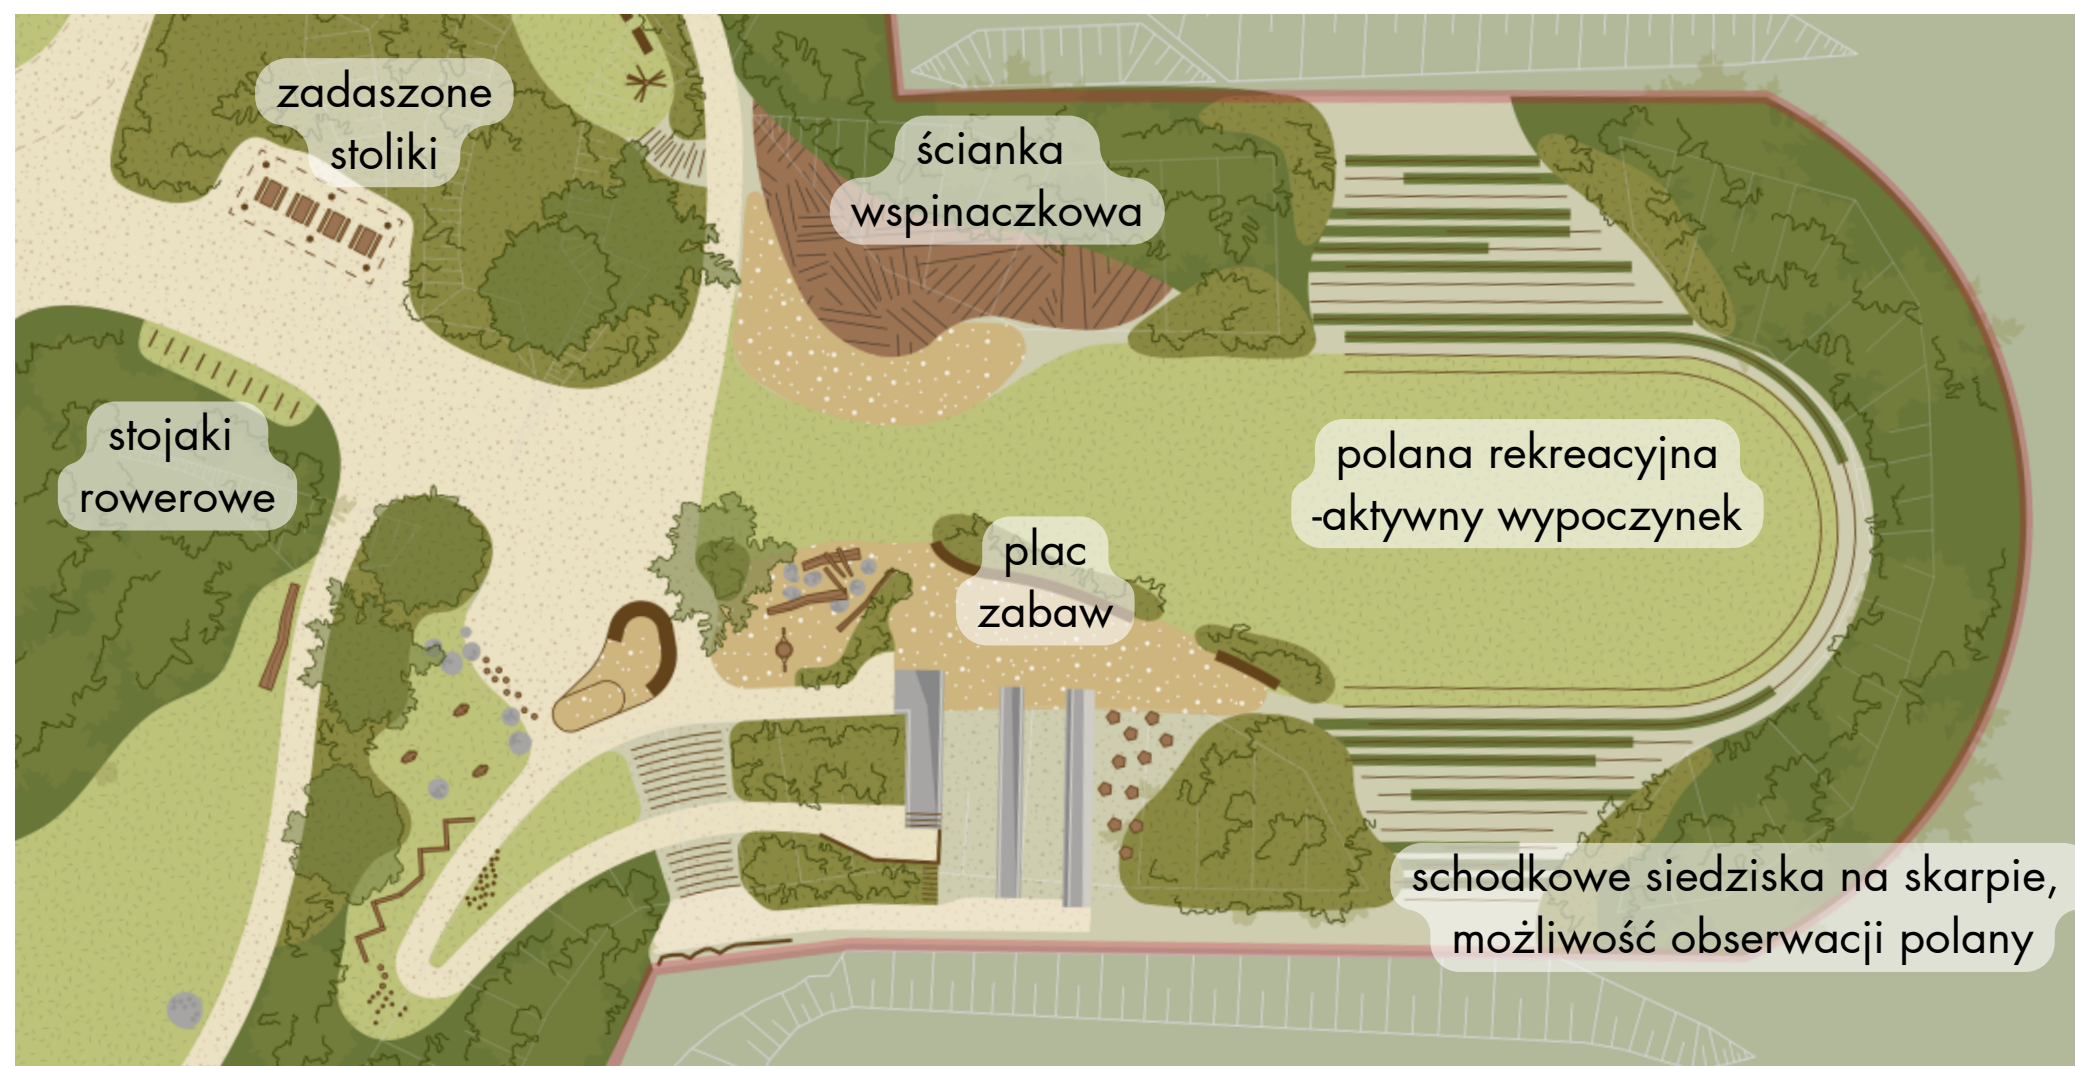 zadaszone
stoliki
ścianka
wspinaczkowa
stojaki
rowerowe
polana rekreacyjna
-aktywny wypoczynek
plac
zabaw
schodkowe siedziska na skarpie,
możliwość obserwacji polany